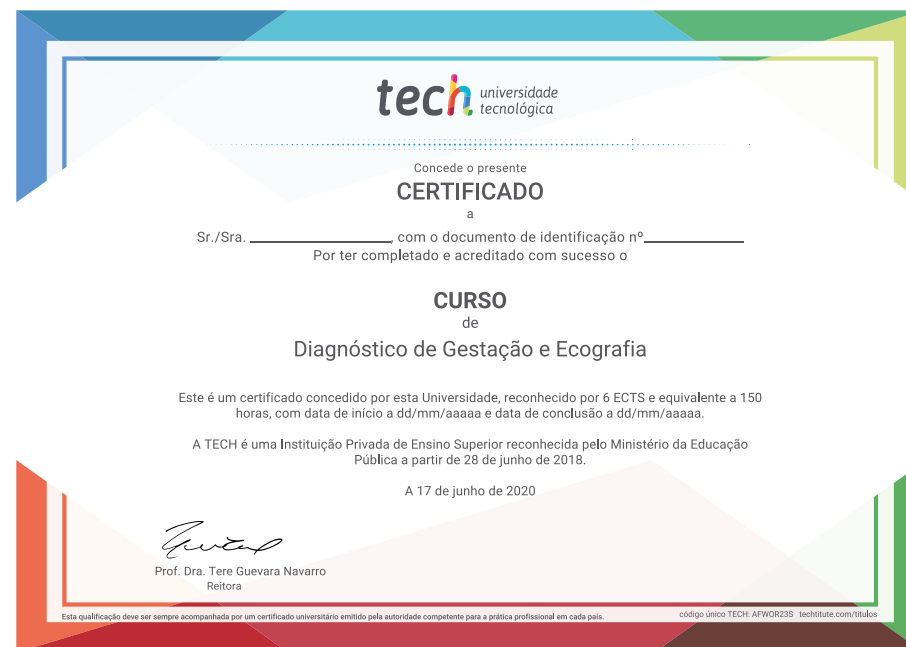 tech universidade
tecnológica
Concede o presente
CERTIFICADO
a
Sr./Sra. ________________, com o documento de identificação nº____________
Por ter completado e acreditado com sucesso o
CURSO
de
Diagnóstico de Gestação e Ecografia
Este é um certificado concedido por esta Universidade, reconhecido por 6 ECTS e equivalente a 150
horas, com data de início a dd/mm/aaaaa e data de conclusão a dd/mm/aaaaa.
A TECH é uma Instituição Privada de Ensino Superior reconhecida pelo Ministério da Educação
Pública a partir de 28 de junho de 2018.
A 17 de junho de 2020
Prof. Dra. Tere Guevara Navarro
Reitora
Esta qualificação deve ser sempre acompanhada por um certificado universitário emitido pela autoridade competente para a prática profissional em cada país.
código único TECH: AFWOR23S techtitute.com/titulos